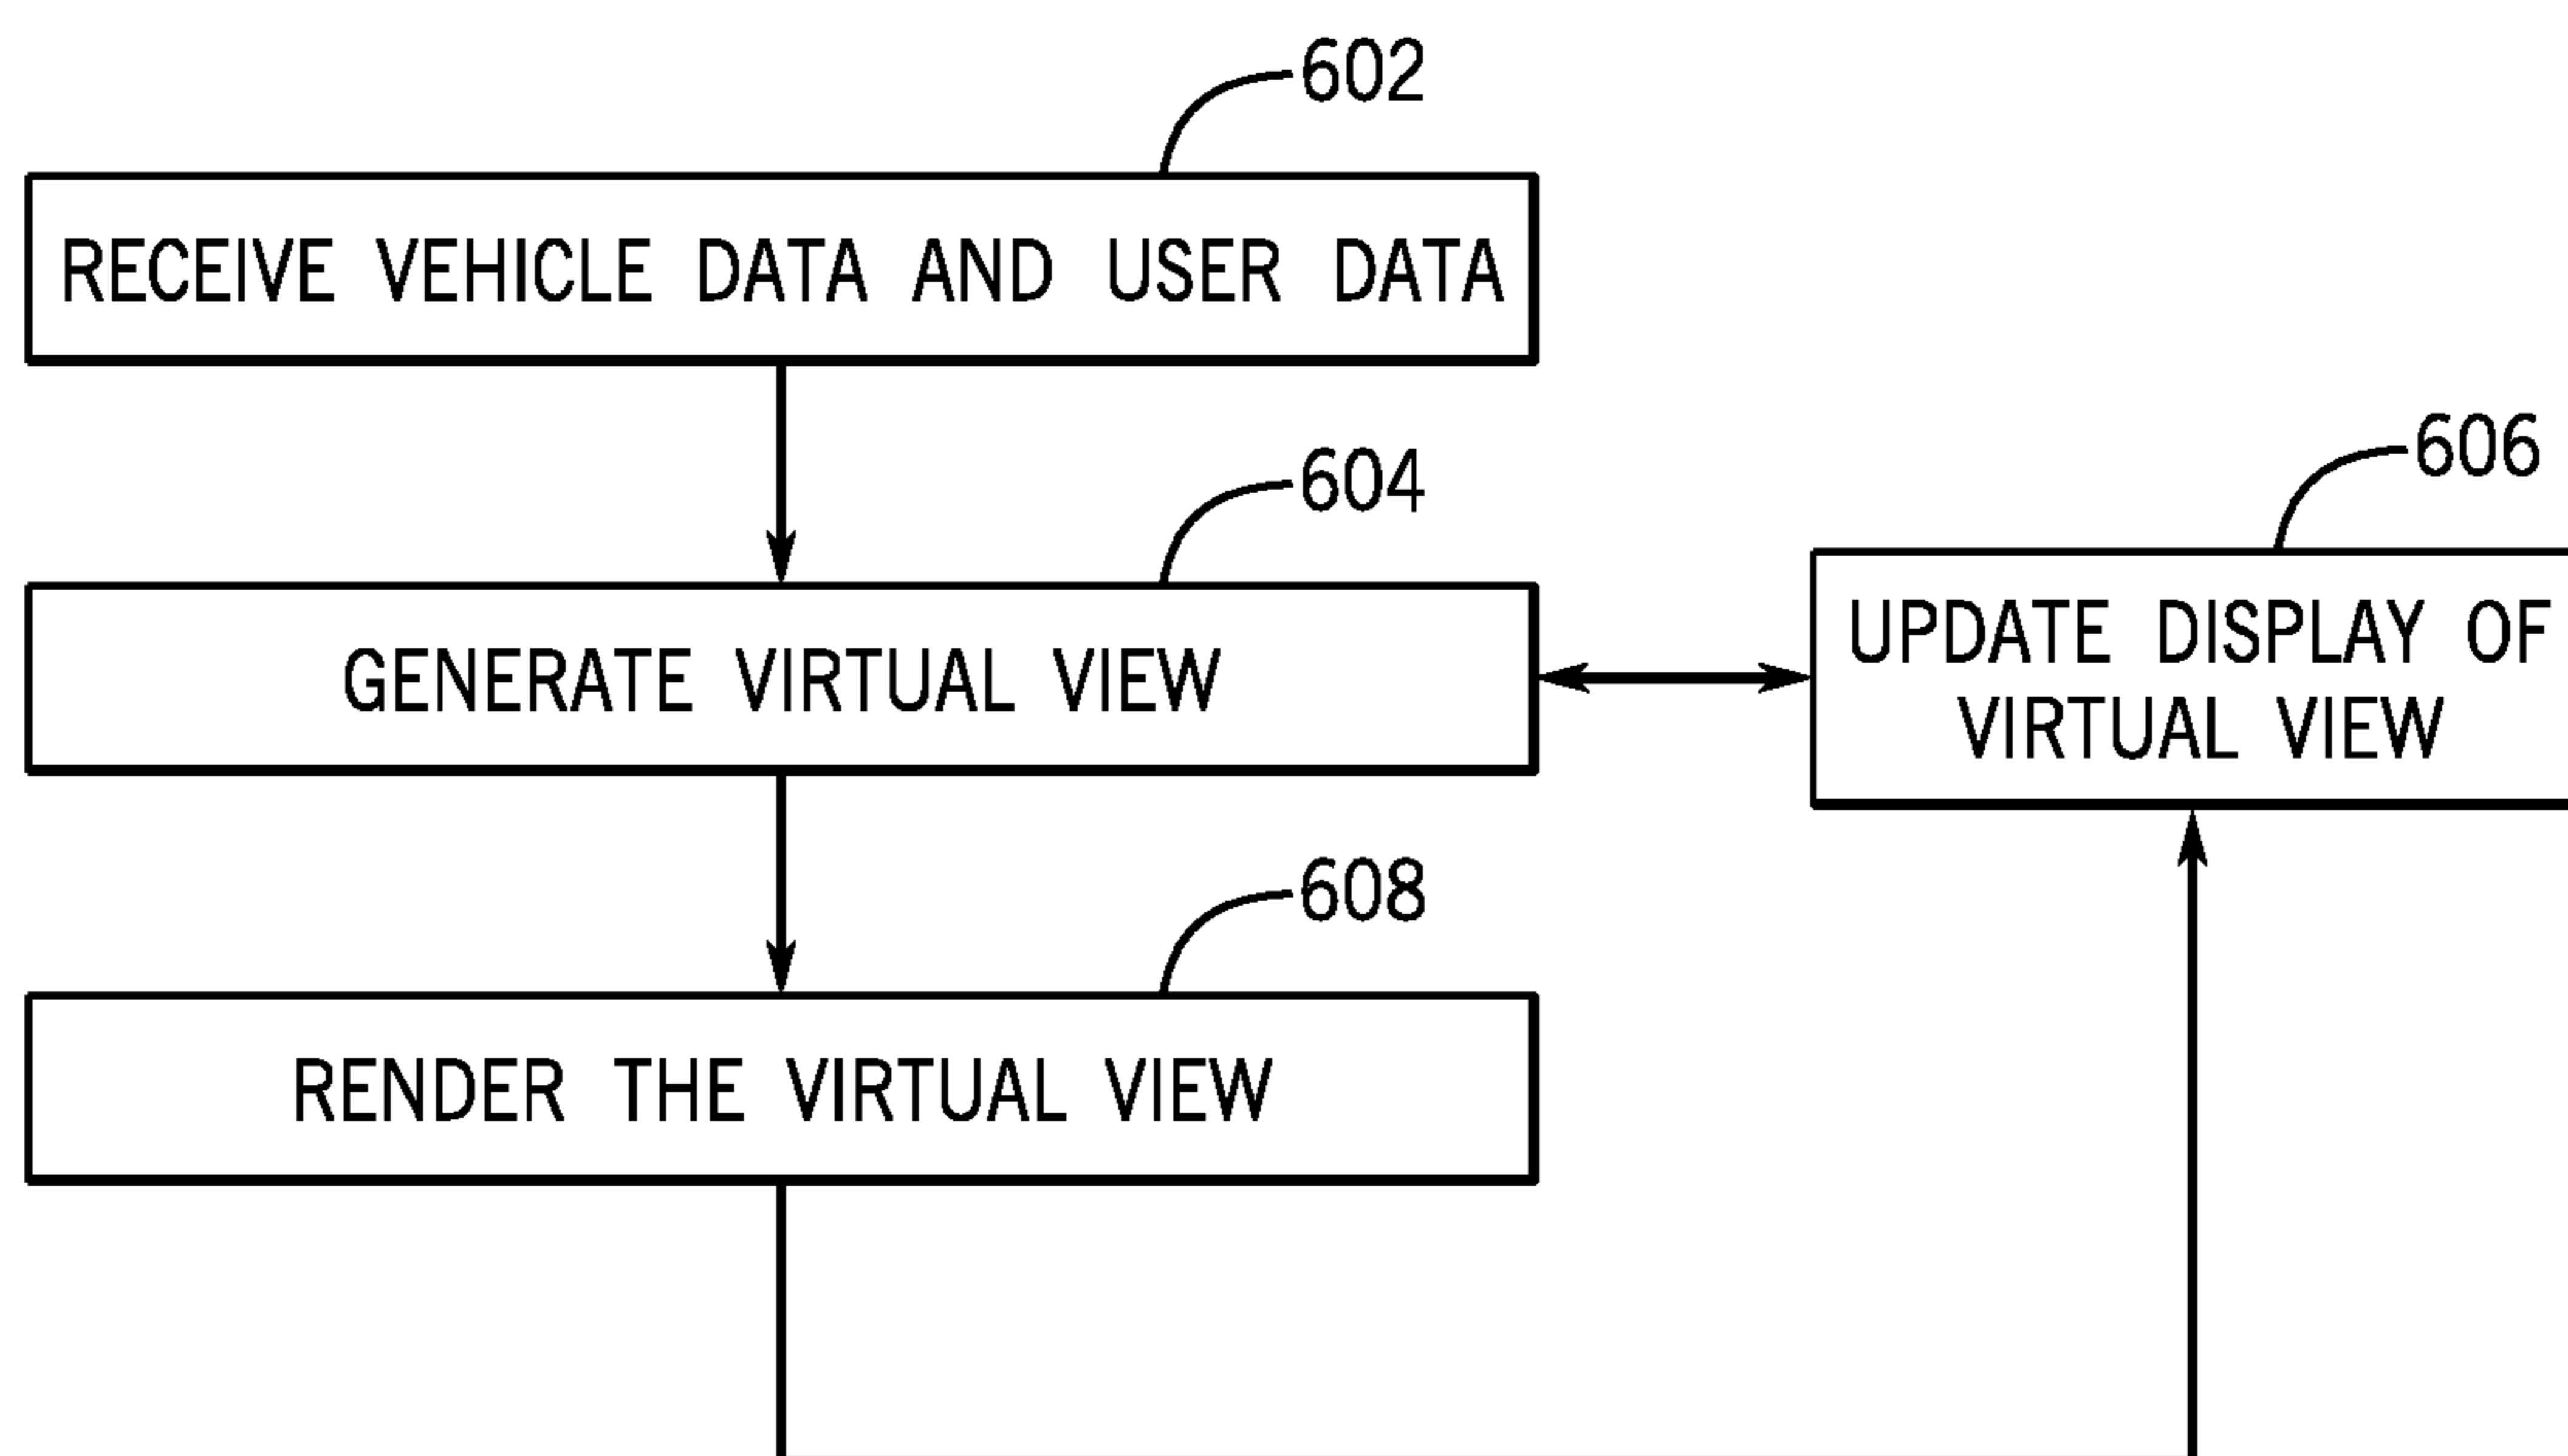 602
RECEIVE VEHICLE DATA AND USER DATA
604
GENERATE VIRTUAL VIEW
606
UPDATE DISPLAY OF
VIRTUAL VIEW
608
RENDER THE VIRTUAL VIEW